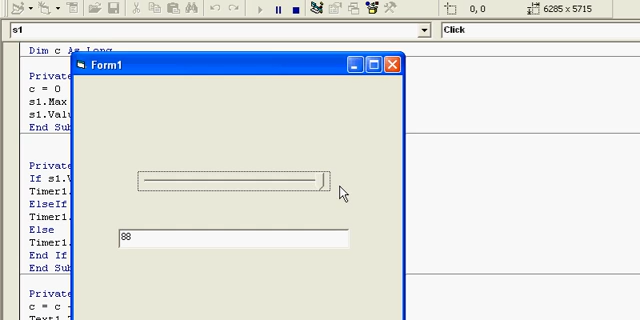 0, 0
6285 x 5715
s1
Click
Dim c As Long
Form1
Private
c = 0
s1.Max
s1.Valu
End Sub
Private
If s1.V
Timer1.
ElseIf
Timer1.
Else
Timer1.
End If
End Sub
Private
c = c
Text1.T
88